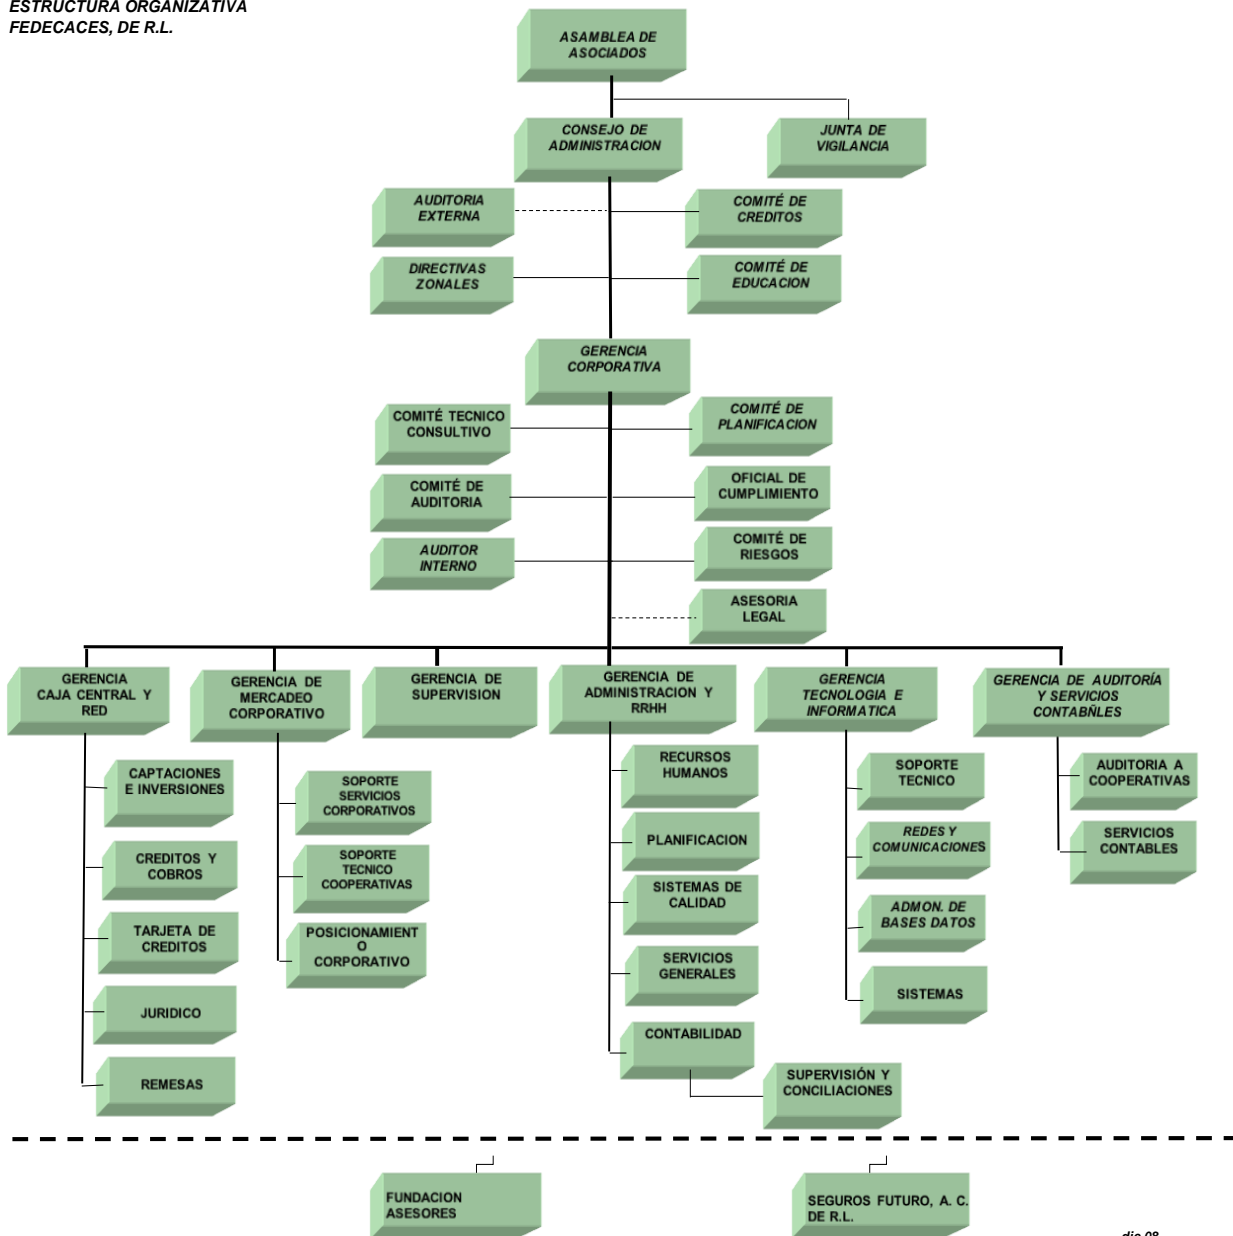 ESTRUCTURA ORGANIZATIVA
FEDECACES, DE R.L.
ASAMBLEA DE
ASOCIADOS
CONSEJO DE
ADMINISTRACION
JUNTA DE
VIGILANCIA
AUDITORIA
EXTERNA
COMITÉ DE
CREDITOS
DIRECTIVAS
ZONALES
COMITÉ DE
EDUCACION
GERENCIA
CORPORATIVA
COMITÉ TECNICO
CONSULTIVO
COMITÉ DE
PLANIFICACION
COMITÉ DE
AUDITORIA
OFICIAL DE
CUMPLIMIENTO
AUDITOR
INTERNO
COMITÉ DE
RIESGOS
ASESORIA
LEGAL
GERENCIA
CAJA CENTRAL Y
RED
GERENCIA DE
MERCADEO
CORPORATIVO
GERENCIA DE
SUPERVISION
GERENCIA DE
ADMINISTRACION Y
RRHH
GERENCIA
TECNOLOGIA E
INFORMATICA
GERENCIA DE AUDITORÍA
Y SERVICIOS
CONTABÑLES
CAPTACIONES
E INVERSIONES
CREDITOS Y
COBROS
TARJETA DE
CREDITOS
JURIDICO
REMESAS
SOPORTE
SERVICIOS
CORPORATIVOS
SOPORTE
TECNICO
COOPERATIVAS
POSICIONAMIENT
O
CORPORATIVO
RECURSOS
HUMANOS
PLANIFICACION
SISTEMAS DE
CALIDAD
SERVICIOS
GENERALES
CONTABILIDAD
SUPERVISIÓN Y
CONCILIACIONES
SOPORTE
TECNICO
REDES Y
COMUNICACIONES
ADMON. DE
BASES DATOS
SISTEMAS
AUDITORIA A
COOPERATIVAS
SERVICIOS
CONTABLES
FUNDACION
ASESORES
SEGUROS FUTURO, A. C.
DE R.L.
dic 08